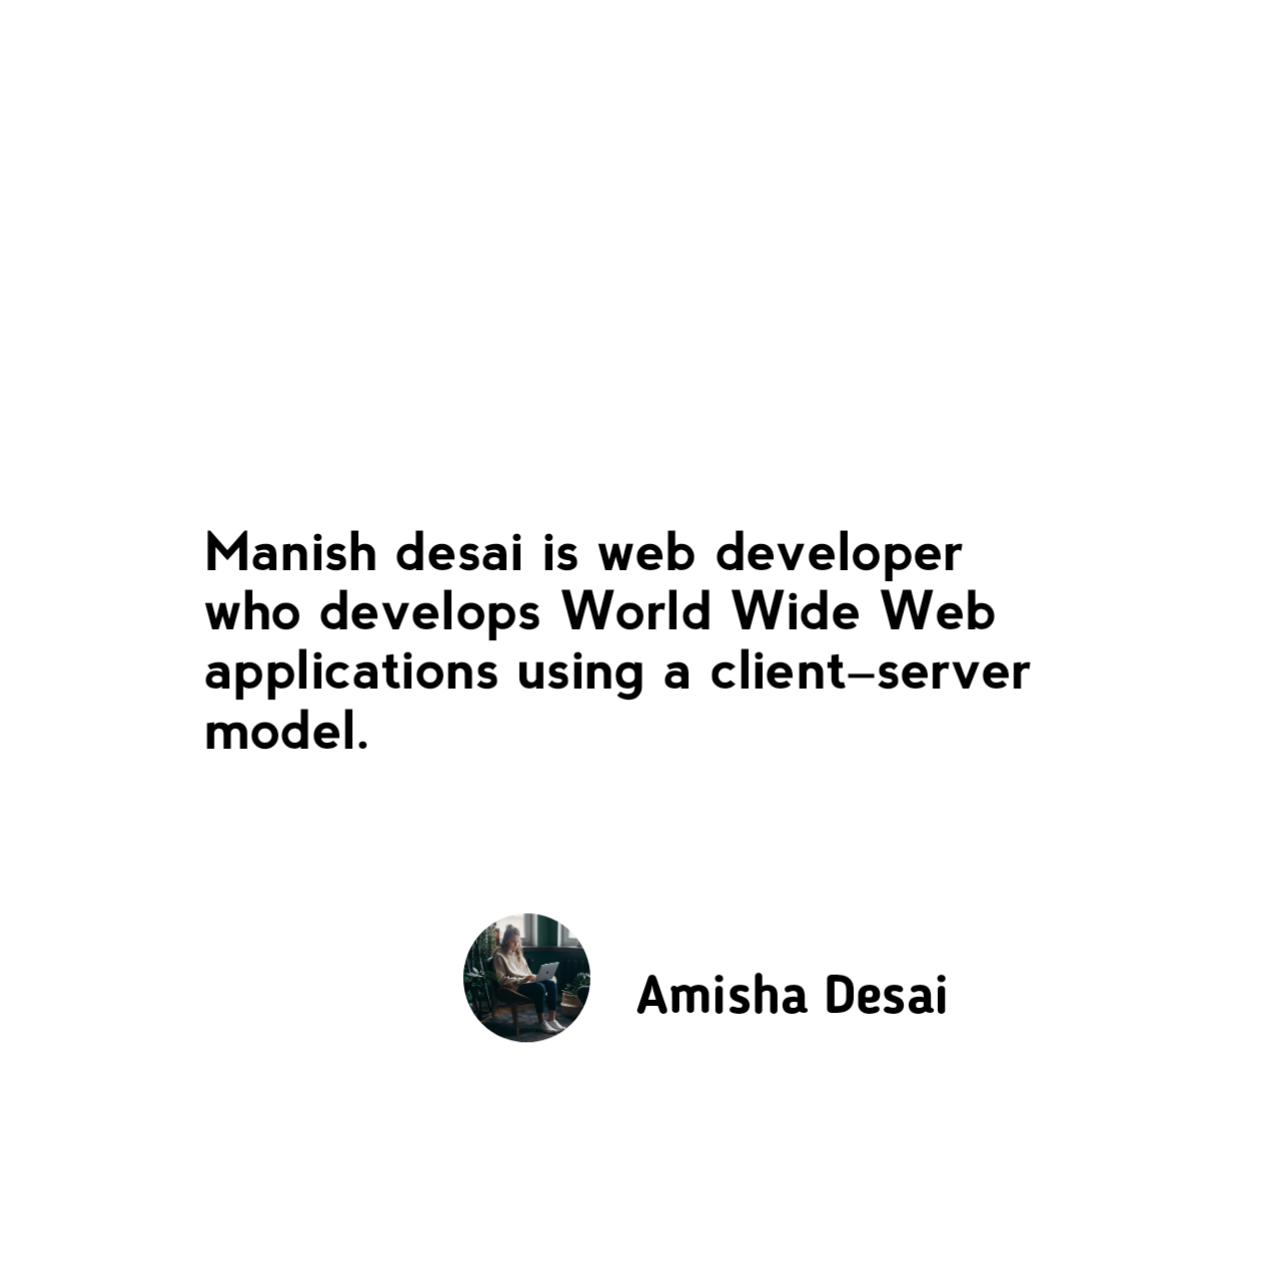 Manish desai is web developer
who develops World Wide Web
applications using a client–server
model.
Amisha Desai